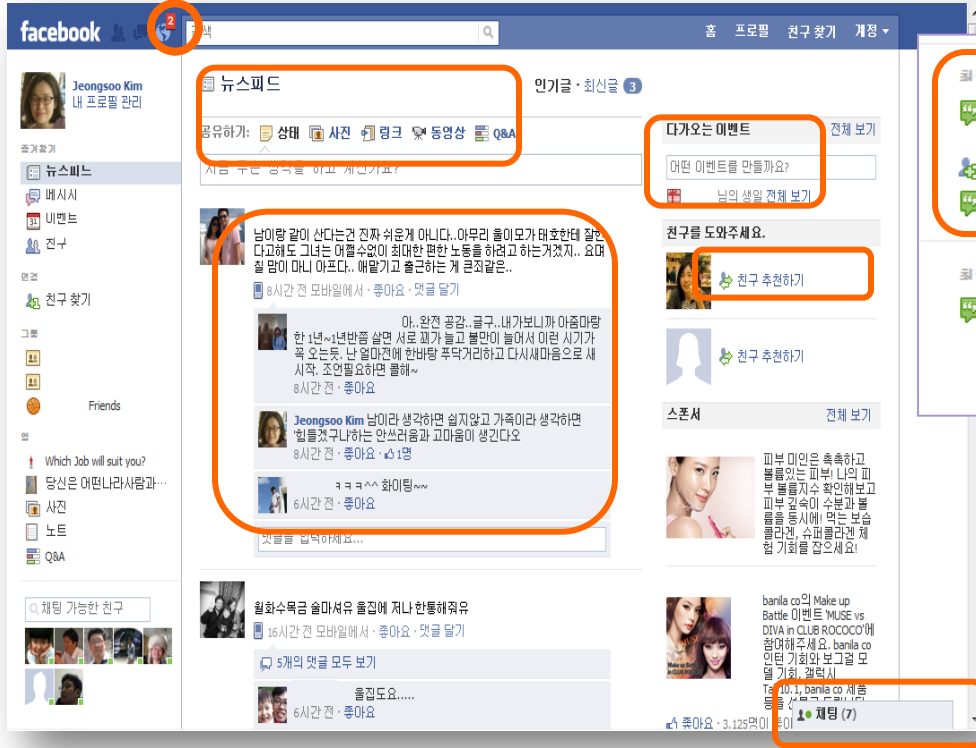 facebook
2
홈 프로필 친구 찾기 계정
Jeongsoo Kim
내 프로필 관리
즐겨찾기
뉴스피드
메시지
31 이벤트
친구
친구 찾기
그룹
Friends
앱
Which Job will suit you?
당신은 어떤나라사람과…
사진
노트
Q&A
채팅 가능한 친구
뉴스피드
인기글 · 최신글 3
공유하기: 상태 사진 링크 동영상 Q&A
남이랑 같이 산다는건 진짜 쉬운게 아니다..아무리 울이모가 태호한테 잘한
다고해도 그녀는 어쩔수없이 최대한 편한 노동를 하려고 하는거겠지.. 요며
칠 맘이 마니 아프다.. 애맡기고 출근하는 게 큰죄같은..
8시간 전 모바일에서 · 좋아요 · 댓글 달기
아..완전 공감..글구..내가보니까 아줌마랑
한 1년~1년반쯤 살면 서로 꾀가 늘고 불만이 늘어서 이런 시기가
꼭 오는듯. 난 얼마전에 한바탕 푸닥거리하고 다시새마음으로 새
시작. 조언필요하면 콜해~
8시간 전 · 좋아요
Jeongsoo Kim 남이라 생각하면 쉽지않고 가족이라 생각하면
'힘들겠구나'하는 안쓰러움과 고마움이 생긴다오
8시간 전 · 좋아요 · 1명
ㅋㅋㅋ^^ 화이팅~~
6시간 전 · 좋아요
댓글을 입력하세요...
월화수목금 술마셔유 울집에 저나 한통해줘유
16시간 전 모바일에서 · 좋아요 · 댓글 달기
5개의 댓글 모두 보기
울집도요.....
6시간 전 · 좋아요
다가오는 이벤트 전체 보기
어떤 이벤트를 만들까요?
님의 생일 전체 보기
친구를 도와주세요.
친구 추천하기
친구 추천하기
스폰서 전체 보기
피부 미인은 촉촉하고
볼륨있는 피부! 나의 피
부 볼륨지수 확인해보고
피부 깊숙이 수분과 볼
륨을 동시에! 먹는 보습
콜라겐, 슈퍼콜라겐 체
험 기회를 잡으세요!
banila co의 Make up
Battle 이벤트 'MUSE vs
DIVA in CLUB ROCOCO'에
참여해주세요. banila co
인턴 기회와 보그걸 모
델 기회, 갤럭시
Tab 10.1, banila co 제품
좋아요 · 3,125명이
채팅 (7)